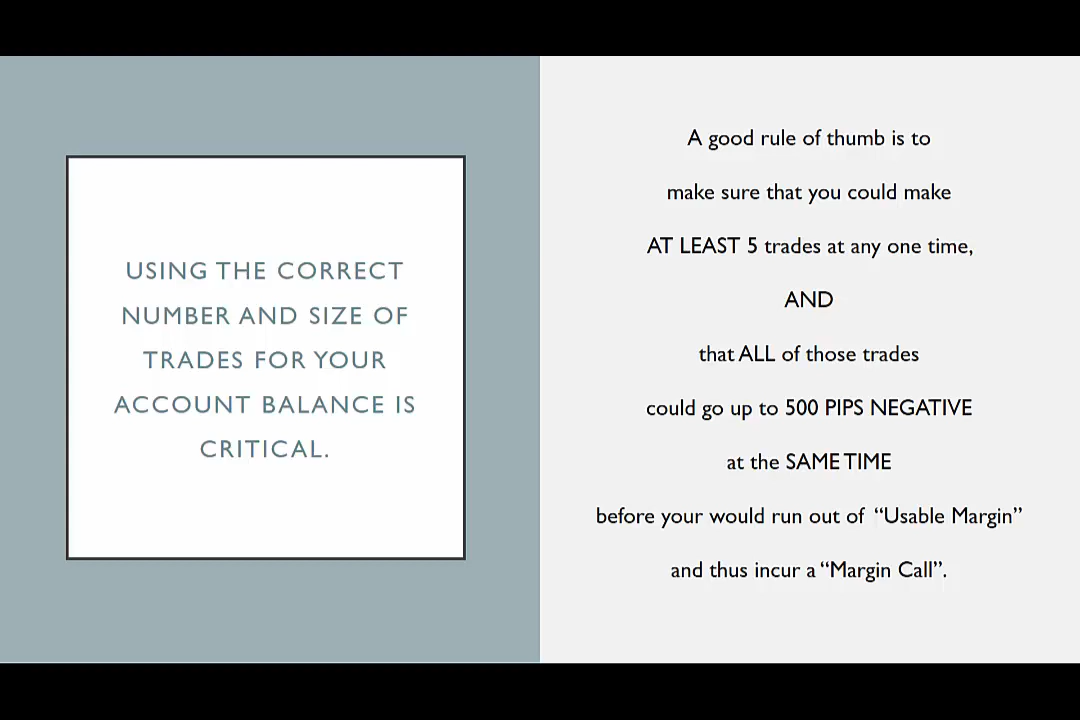 USING THE CORRECT
NUMBER AND SIZE OF
TRADES FOR YOUR
ACCOUNT BALANCE IS
CRITICAL.
A good rule of thumb is to
make sure that you could make
AT LEAST 5 trades at any one time,
AND
that ALL of those trades
could go up to 500 PIPS NEGATIVE
at the SAME TIME
before your would run out of “Usable Margin”
and thus incur a “Margin Call”.